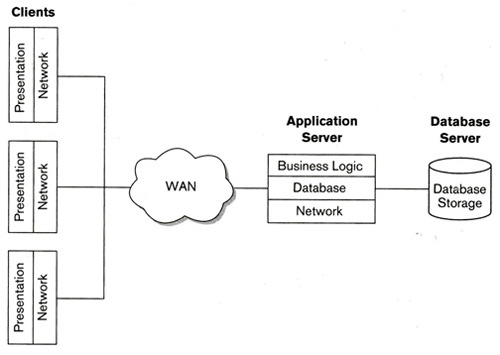 Clients
Presentation
Network
Presentation
Network
Presentation
Network
WAN
Application
Server
Business Logic
Database
Network
Database
Server
Database
Storage